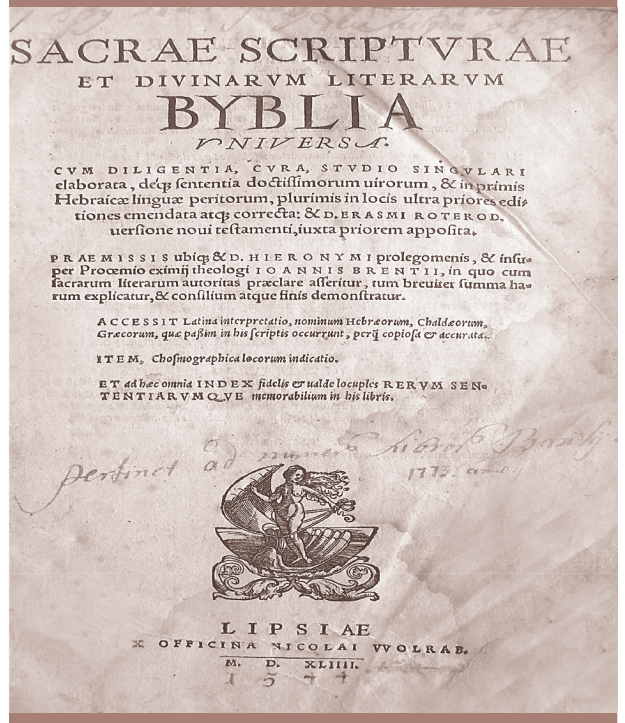 SACRAE SCRIPTVRAE
ET DIVINARVM LITERARVM
BYBLIA
VNIVERSA.
CVM DILIGENTIA, CVRA, STVDIO SINGVLARI
elaborata, deq́; ſententia doctiſſimorum uirorum, & in primis
Hebraicæ linguæ peritorum, plurimis in locis ultra priores edi-
tiones emendata atq; correcta: & D. ERASMI ROTEROD.
uerſione noui teſtamenti, iuxta priorem appoſita.
PRAEMISSIS ubiq; & D. HIERONYMI prolegomenis, & inſu-
per Procemio eximij theologi IOANNIS BRENTII, in quo cum
ſacrarum literarum autoritas præclare aſſeritur, tum breuiter ſumma ha-
rum explicatur, & conſilium atque finis demonſtratur.
ACCESSIT Latina interpretatio, nominum Hebræorum, Chaldæorum,
Græcorum, quæ paßim in his ſcriptis occurrunt, perq̃ copioſa & accurata.
ITEM, Choſmographica locorum indicatio.
ET ad hæc omnia INDEX fidelis & ualde locuples RERVM SEN-
TENTIARVMQVE memorabilium in his libris.
pertinet ad numerū
LIPSIAE
X OFFICINA NICOLAI VVOLRAB.
M. D. XLIIII.
1544